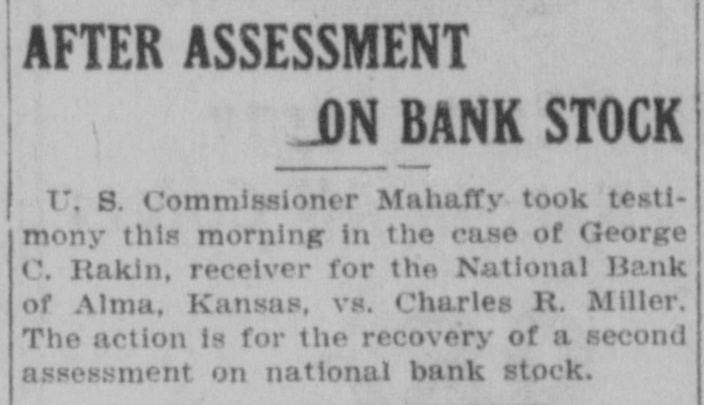 AFTER ASSESSMENT
ON BANK STOCK
U. S. Commissioner Mahaffy took testi-
mony this morning in the case of George
C. Rakin, receiver for the National Bank
of Alma, Kansas, vs. Charles R. Miller.
The action is for the recovery of a second
assessment on national bank stock.